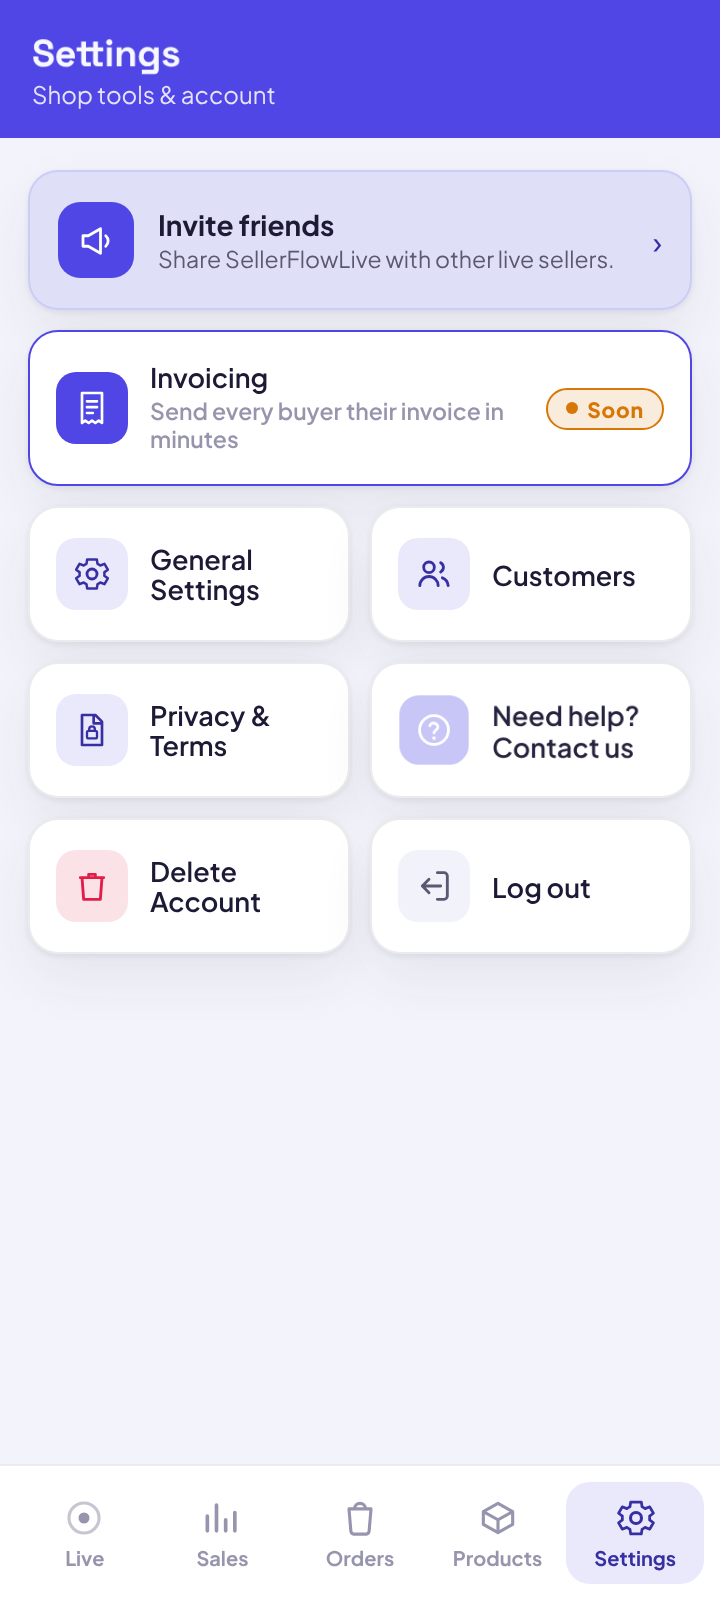 Settings
Shop tools & account
Invite friends
Share SellerFlowLive with other live sellers.
Invoicing
Send every buyer their invoice in
minutes
Soon
General
Settings
Customers
Privacy &
Terms
Need help?
Contact us
Delete
Account
Log out
Live
Sales
Orders
Products
Settings